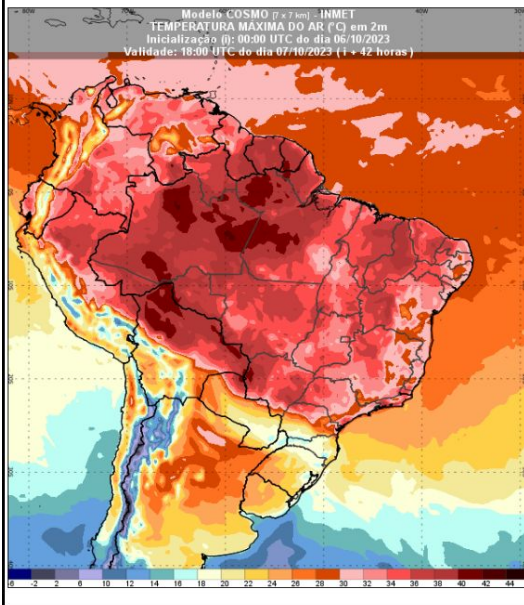 Modelo COSMO [7 x 7 km] - INMET
TEMPERATURA MÁXIMA DO AR (°C) em 2m
Inicialização (i): 00:00 UTC do dia 06/10/2023
Validade: 18:00 UTC do dia 07/10/2023 ( i + 42 horas )
-6 -2 2 6 10 12 14 16 18 20 22 24 26 28 30 32 34 36 38 40 42 44